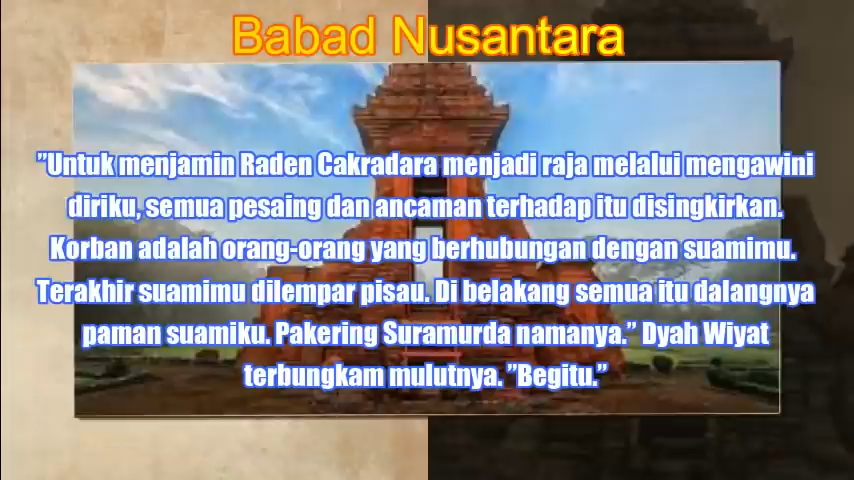 Babad Nusantara
”Untuk menjamin Raden Cakradara menjadi raja melalui mengawini
diriku, semua pesaing dan ancaman terhadap itu disingkirkan.
Korban adalah orang-orang yang berhubungan dengan suamimu.
Terakhir suamimu dilempar pisau. Di belakang semua itu dalangnya
paman suamiku. Pakering Suramurda namanya.” Dyah Wiyat
terbungkam mulutnya. ”Begitu.”